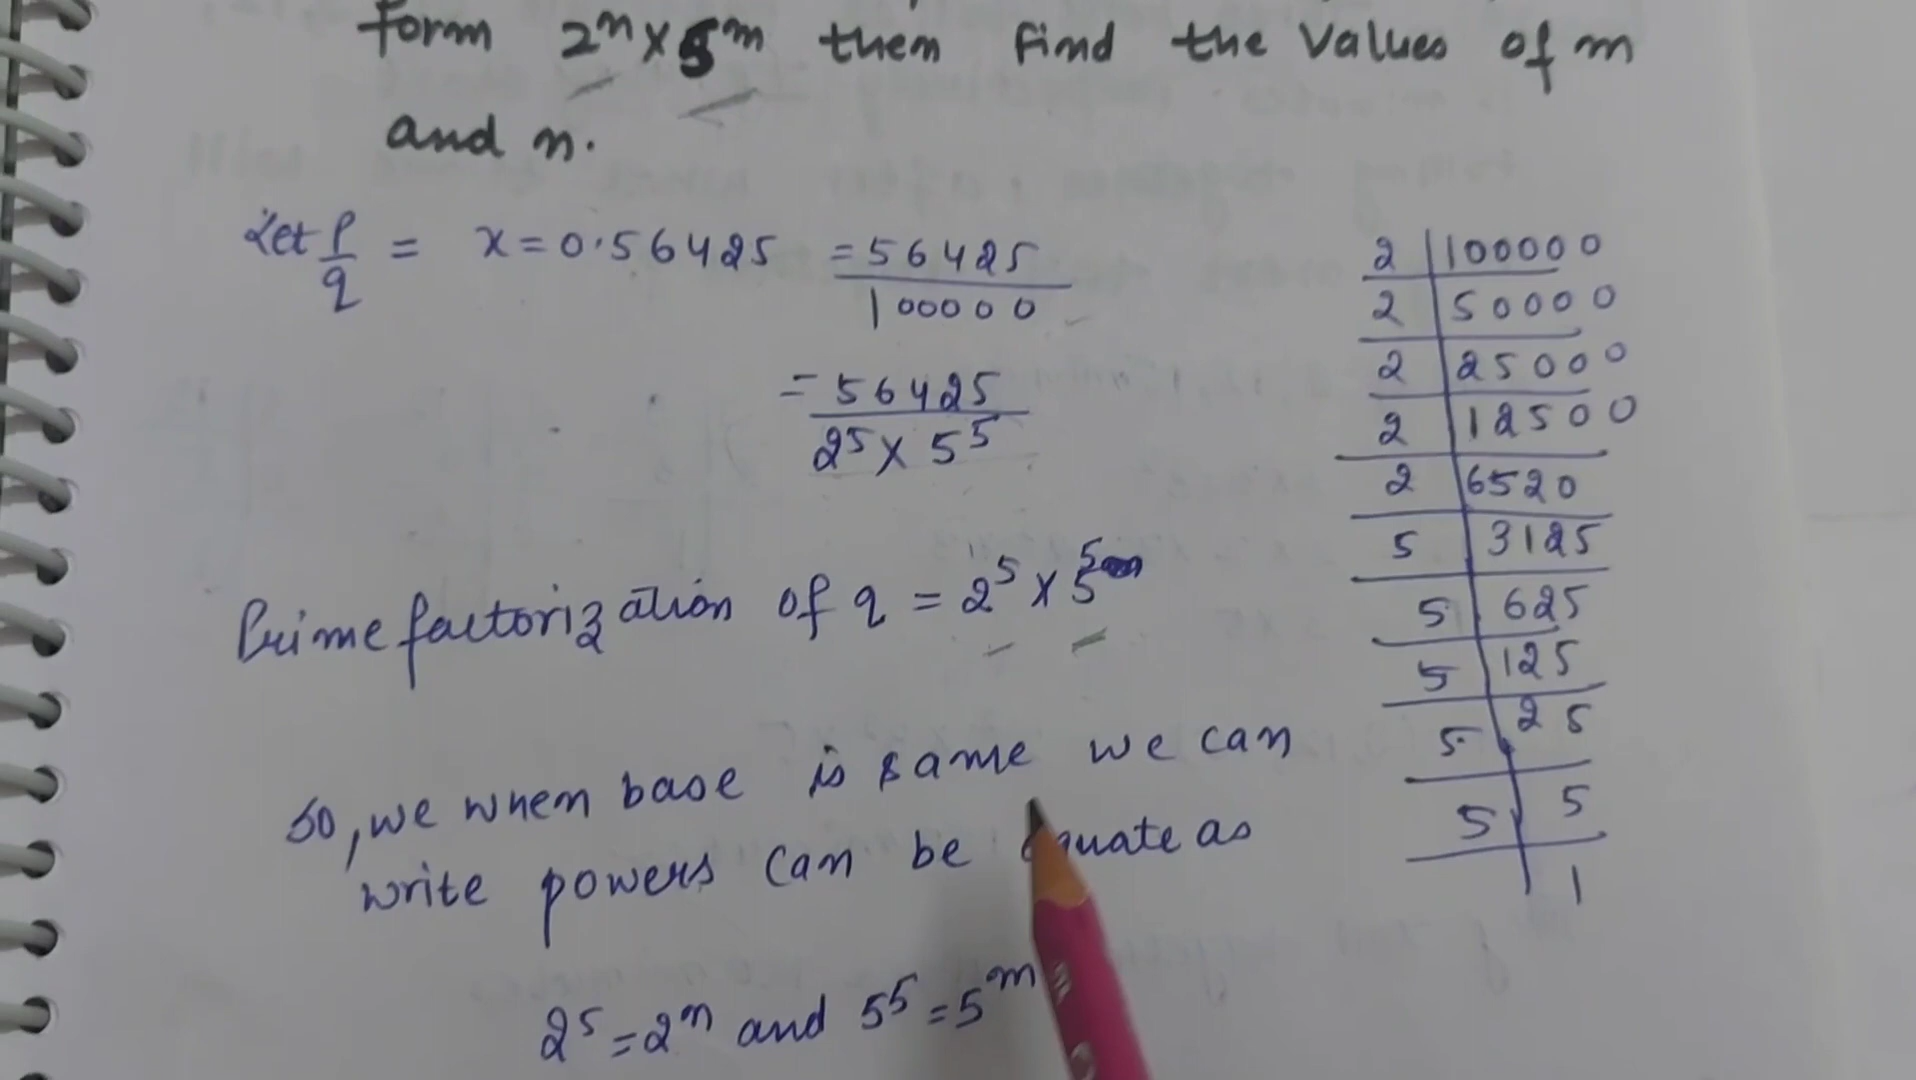 form 2ⁿ×5ᵐ then find the values of m
and n.
Let p/q = x = 0.56425 = 56425/100000
= 56425/2⁵ × 5⁵
Prime factorization of q = 2⁵ × 5⁵
so, we when base is same we can
write powers can be equate as
2⁵ = 2ⁿ and 5⁵ = 5ᵐ
2 | 100000
2 | 50000
2 | 25000
2 | 12500
2 | 6520
5 | 3125
5 | 625
5 | 125
5 | 25
5 | 5
1